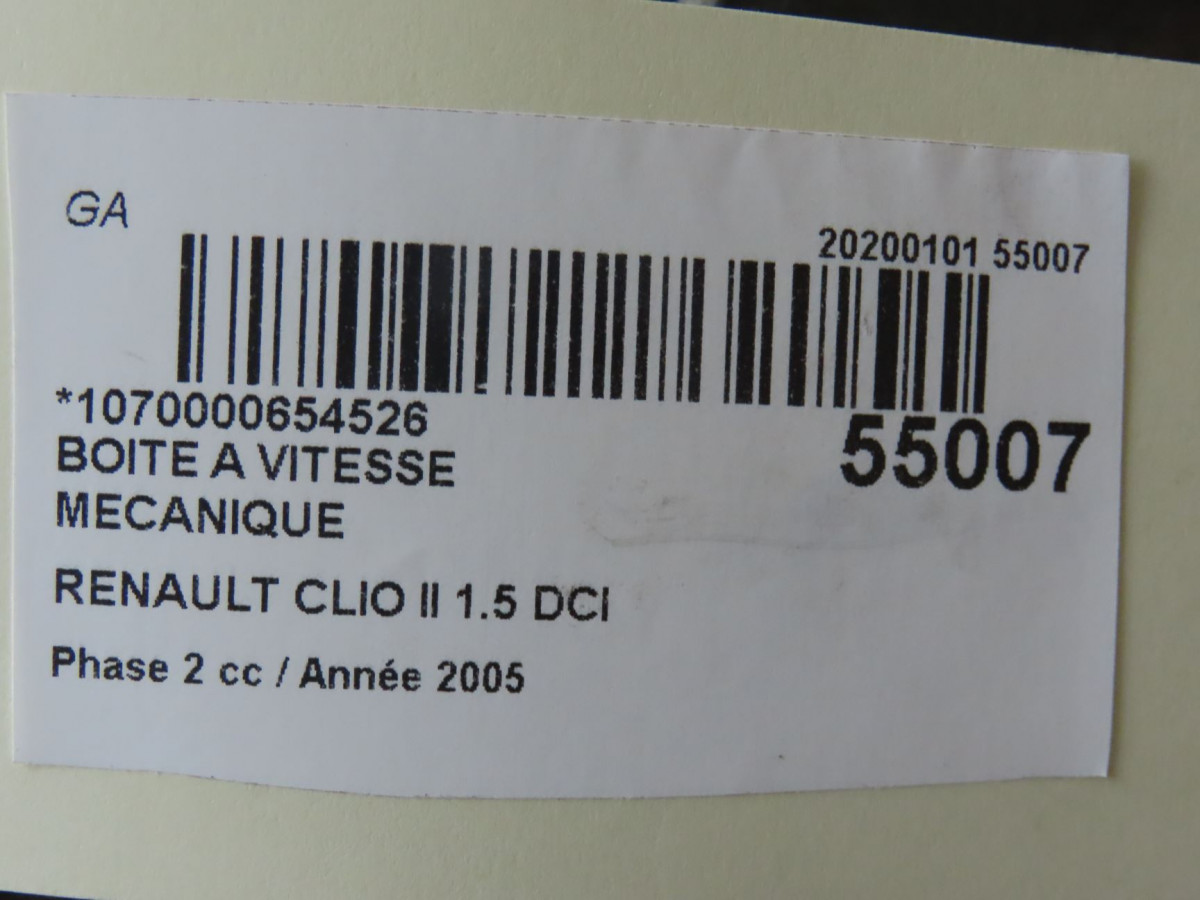 GA
20200101 55007
*1070000654526
55007
BOITE A VITESSE
MECANIQUE
RENAULT CLIO II 1.5 DCI
Phase 2 cc / Année 2005